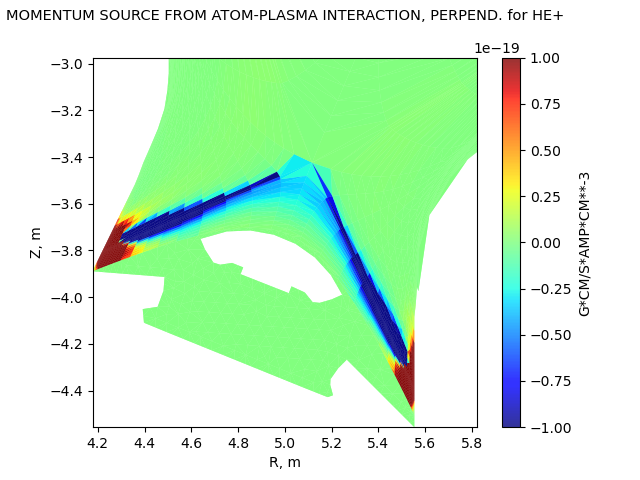 MOMENTUM SOURCE FROM ATOM-PLASMA INTERACTION, PERPEND. for HE+
1e−19
−3.0
−3.2
−3.4
−3.6
−3.8
−4.0
−4.2
−4.4
Z, m
4.2 4.4 4.6 4.8 5.0 5.2 5.4 5.6 5.8
R, m
1.00
0.75
0.50
0.25
0.00
−0.25
−0.50
−0.75
−1.00
G*CM/S*AMP*CM**-3